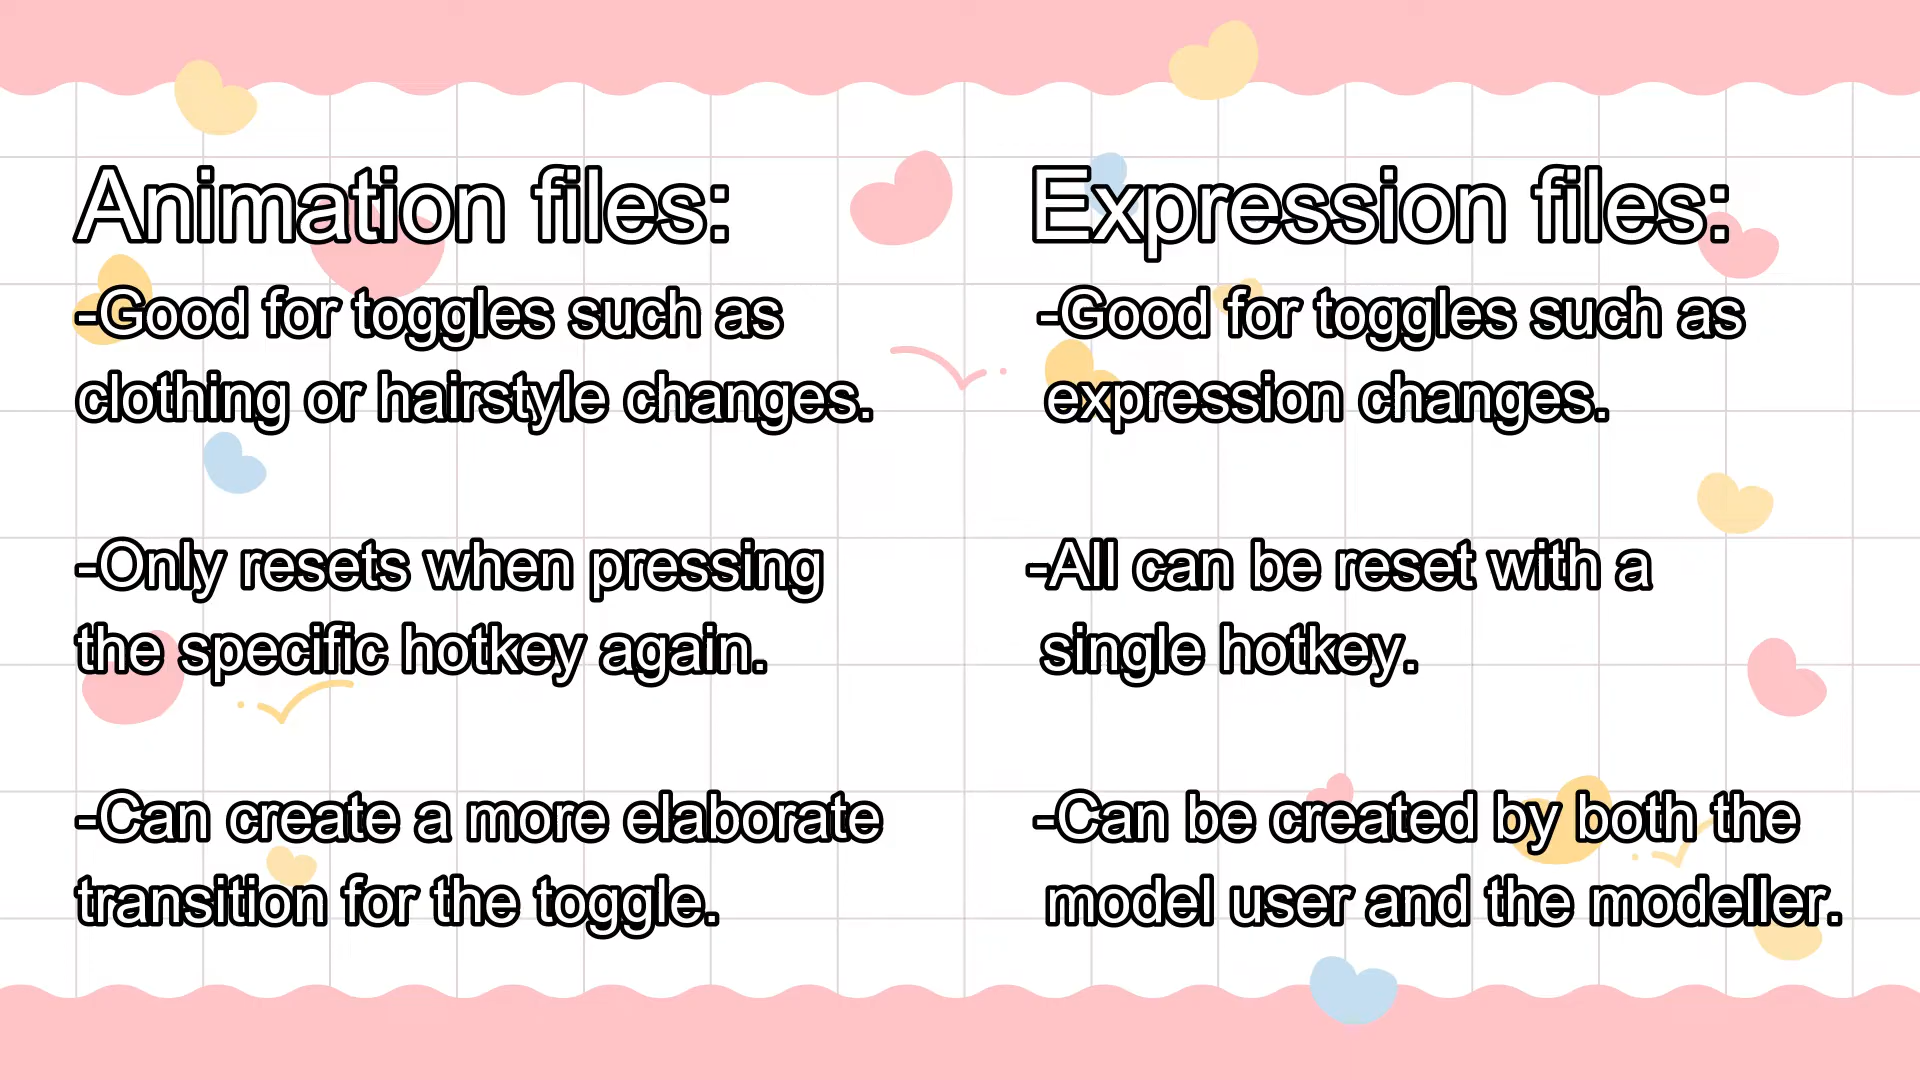 Animation files:
-Good for toggles such as
clothing or hairstyle changes.
-Only resets when pressing
the specific hotkey again.
-Can create a more elaborate
transition for the toggle.
Expression files:
-Good for toggles such as
expression changes.
-All can be reset with a
single hotkey.
-Can be created by both the
model user and the modeller.